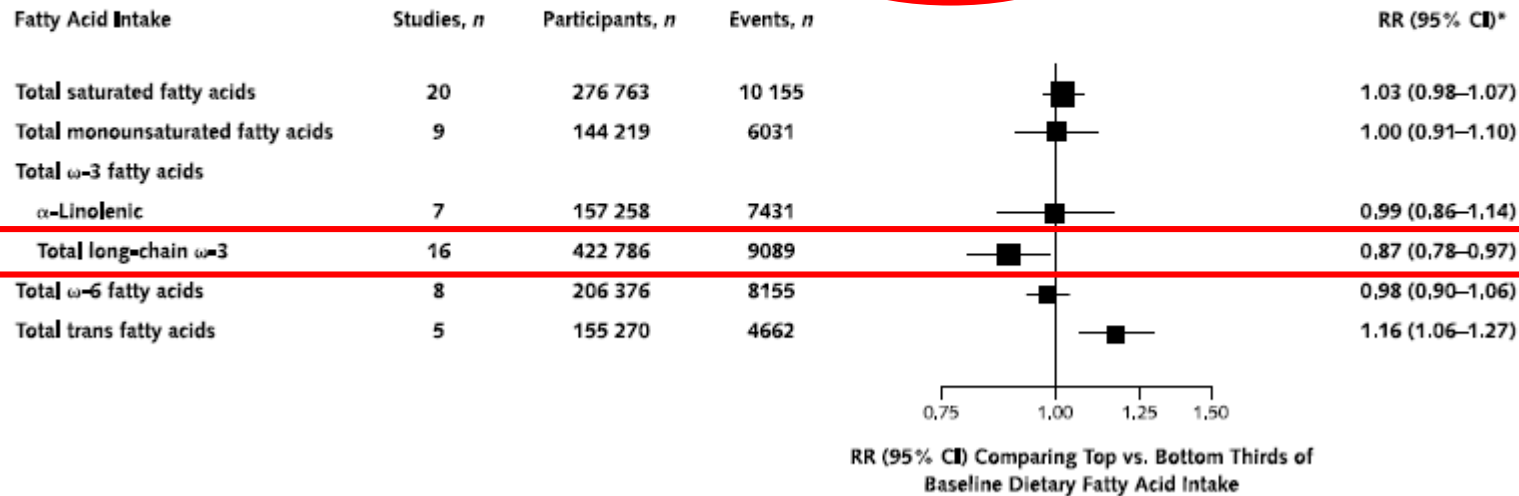 Fatty Acid Intake Studies, n Participants, n Events, n RR (95% CI)*
Total saturated fatty acids 20 276 763 10 155 1.03 (0.98–1.07)
Total monounsaturated fatty acids 9 144 219 6031 1.00 (0.91–1.10)
Total ω-3 fatty acids
α-Linolenic 7 157 258 7431 0.99 (0.86–1.14)
Total long-chain ω-3 16 422 786 9089 0.87 (0.78–0.97)
Total ω-6 fatty acids 8 206 376 8155 0.98 (0.90–1.06)
Total trans fatty acids 5 155 270 4662 1.16 (1.06–1.27)
0.75 1.00 1.25 1.50
RR (95% CI) Comparing Top vs. Bottom Thirds of
Baseline Dietary Fatty Acid Intake